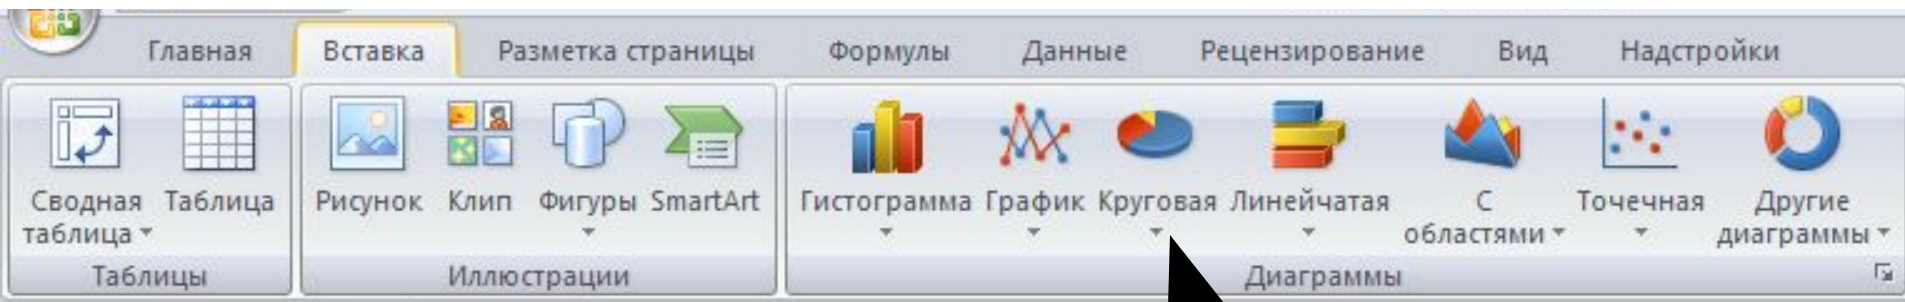 Главная Вставка Разметка страницы Формулы Данные Рецензирование Вид Надстройки
Сводная таблица
Таблица
Рисунок
Клип
Фигуры
SmartArt
Гистограмма
График
Круговая
Линейчатая
С областями
Точечная
Другие диаграммы
Таблицы
Иллюстрации
Диаграммы